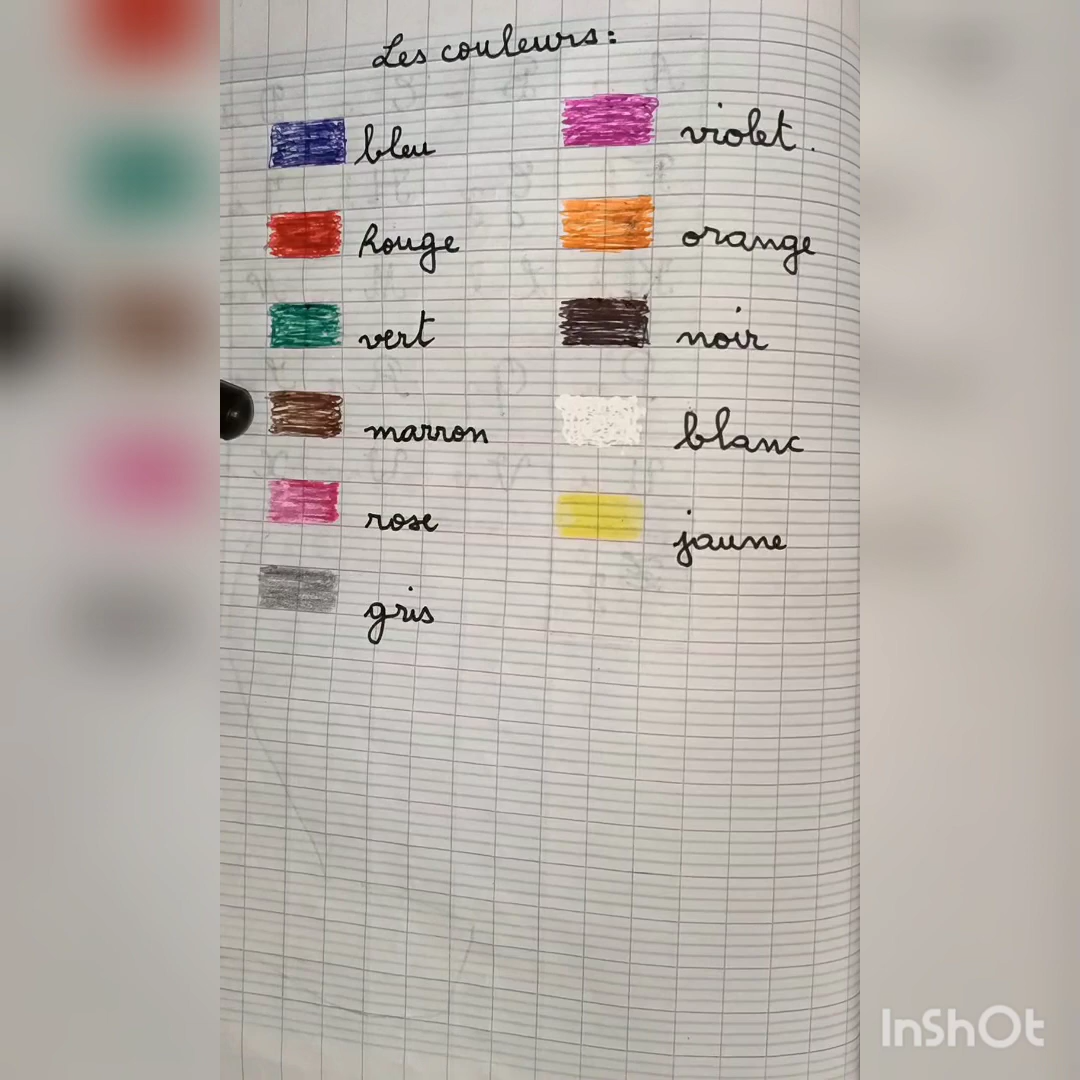 Les couleurs:
bleu
violet.
Rouge
orange
vert
noir
marron
blanc
rose
jaune
gris
InShOt